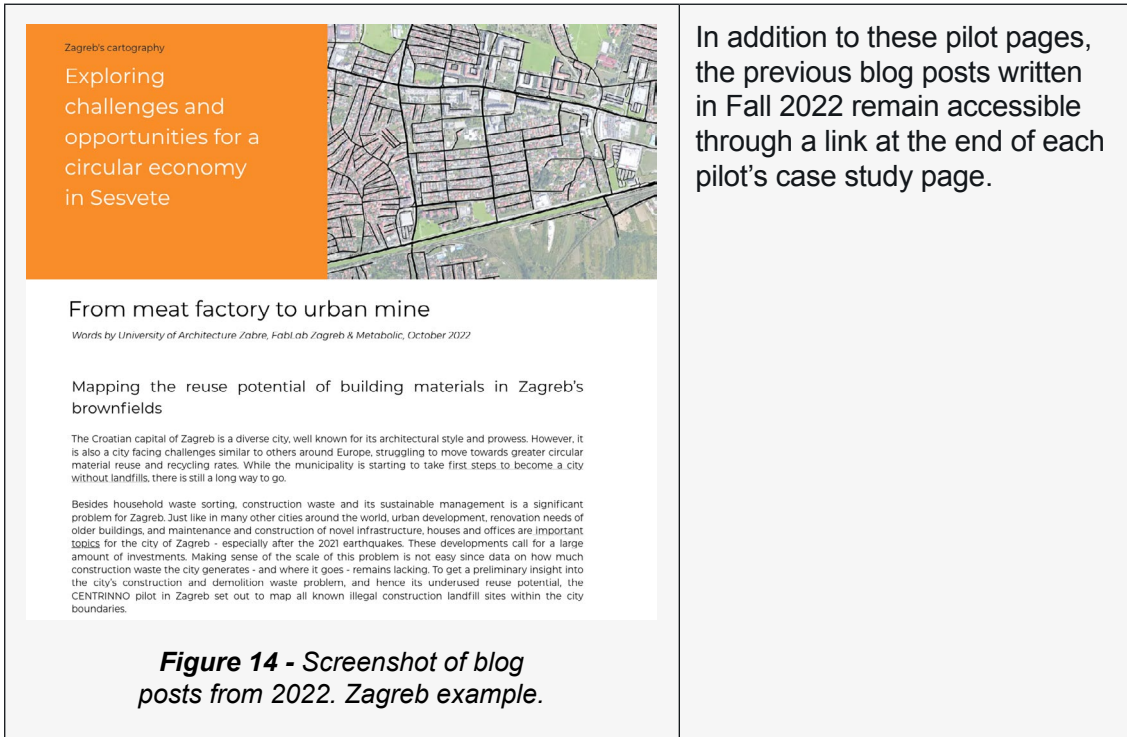 Zagreb's cartography
Exploring
challenges and
opportunities for a
circular economy
in Sesvete
From meat factory to urban mine
Words by University of Architecture Zabre, FabLab Zagreb & Metabolic, October 2022
Mapping the reuse potential of building materials in Zagreb's
brownfields
The Croatian capital of Zagreb is a diverse city, well known for its architectural style and prowess. However, it
is also a city facing challenges similar to others around Europe, struggling to move towards greater circular
material reuse and recycling rates. While the municipality is starting to take first steps to become a city
without landfills, there is still a long way to go.
Besides household waste sorting, construction waste and its sustainable management is a significant
problem for Zagreb. Just like in many other cities around the world, urban development, renovation needs of
older buildings, and maintenance and construction of novel infrastructure, houses and offices are important
topics for the city of Zagreb - especially after the 2021 earthquakes. These developments call for a large
amount of investments. Making sense of the scale of this problem is not easy since data on how much
construction waste the city generates - and where it goes - remains lacking. To get a preliminary insight into
the city's construction and demolition waste problem, and hence its underused reuse potential, the
CENTRINNO pilot in Zagreb set out to map all known illegal construction landfill sites within the city
boundaries.
Figure 14 - Screenshot of blog
posts from 2022. Zagreb example.
In addition to these pilot pages,
the previous blog posts written
in Fall 2022 remain accessible
through a link at the end of each
pilot's case study page.